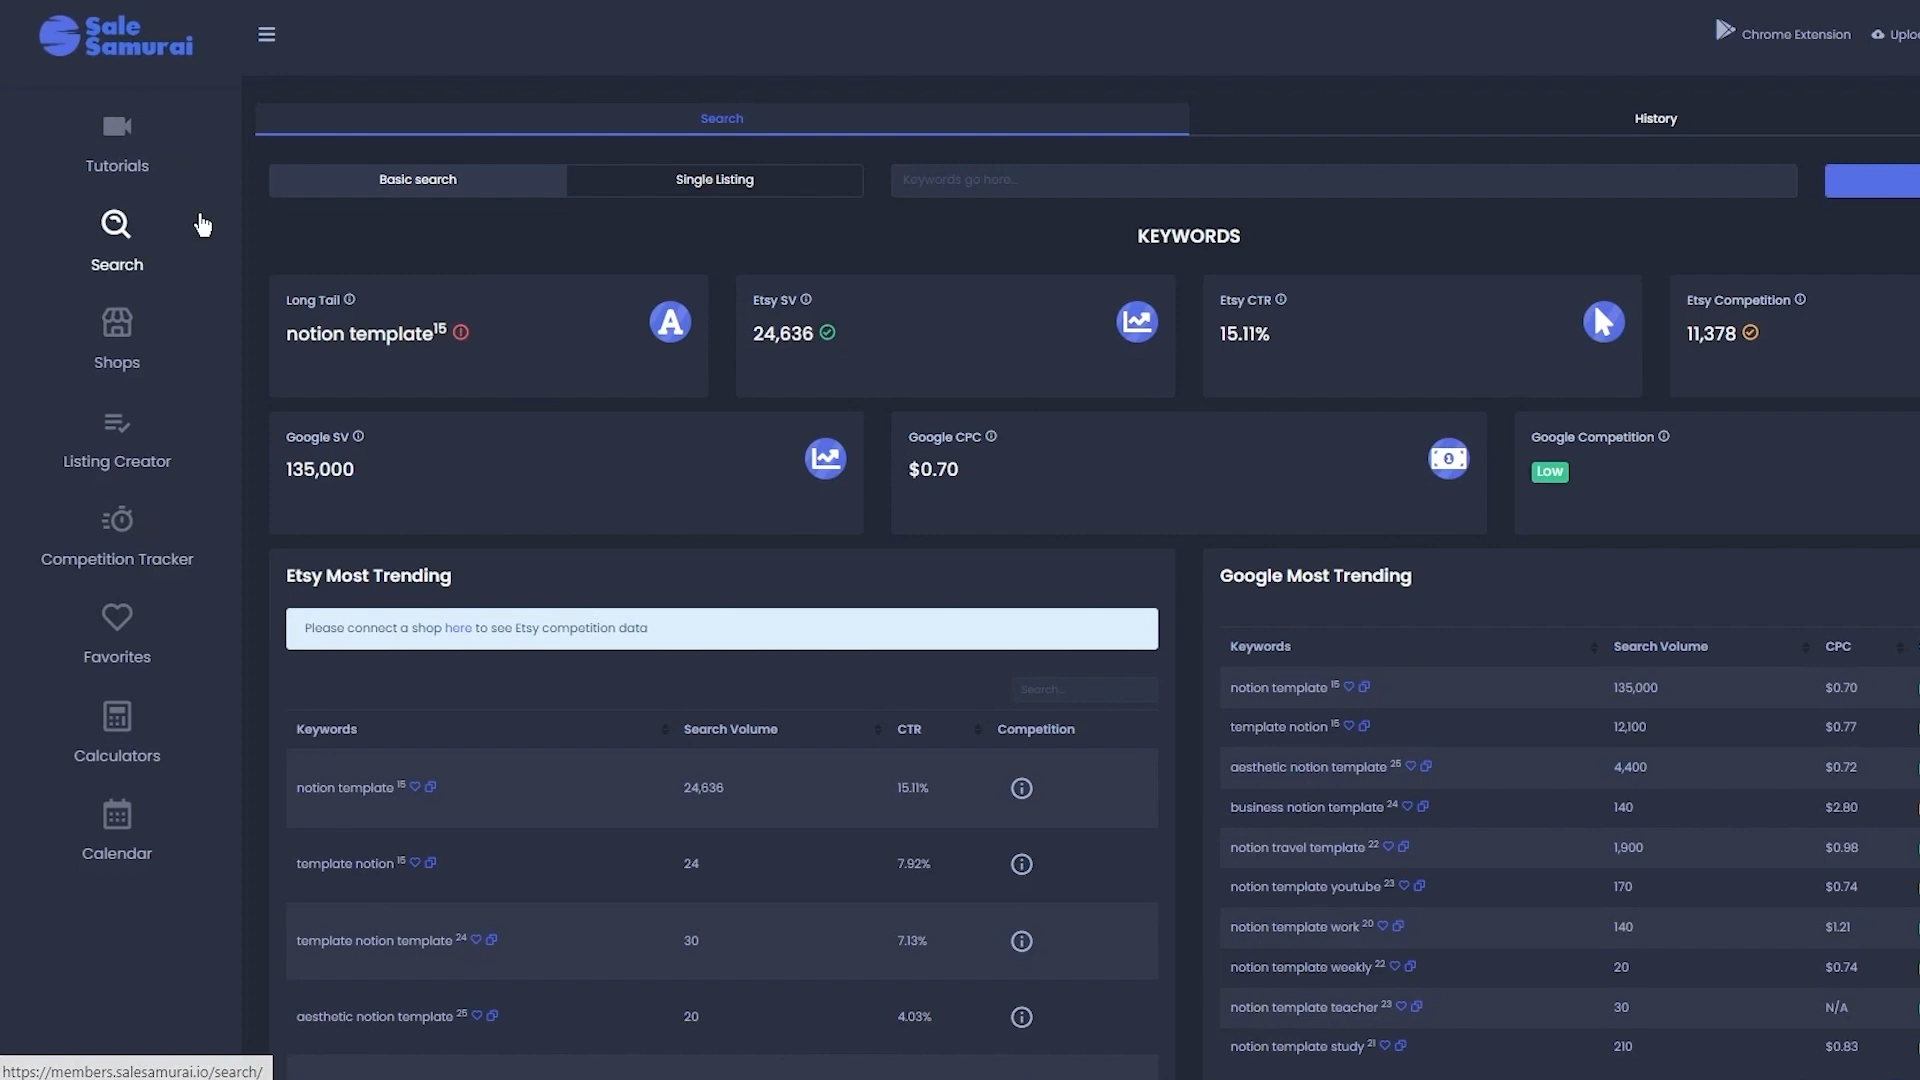 Sale
Samurai
Chrome Extension
Uplo
Tutorials
Search
Shops
Listing Creator
Competition Tracker
Favorites
Calculators
Calendar
Search
History
Basic search
Single Listing
Keywords go here...
KEYWORDS
Long Tail
notion template15
Etsy SV
24,636
Etsy CTR
15.11%
Etsy Competition
11,378
Google SV
135,000
Google CPC
$0.70
Google Competition
Low
Etsy Most Trending
Please connect a shop here to see Etsy competition data
Search...
Keywords Search Volume CTR Competition
notion template 15 24,636 15.11%
template notion 15 24 7.92%
template notion template 24 30 7.13%
aesthetic notion template 25 20 4.03%
Google Most Trending
Keywords Search Volume CPC
notion template 15 135,000 $0.70
template notion 15 12,100 $0.77
aesthetic notion template 25 4,400 $0.72
business notion template 24 140 $2.80
notion travel template 22 1,900 $0.98
notion template youtube 23 170 $0.74
notion template work 20 140 $1.21
notion template weekly 22 20 $0.74
notion template teacher 23 30 N/A
notion template study 21 210 $0.83
https://members.salesamurai.io/search/